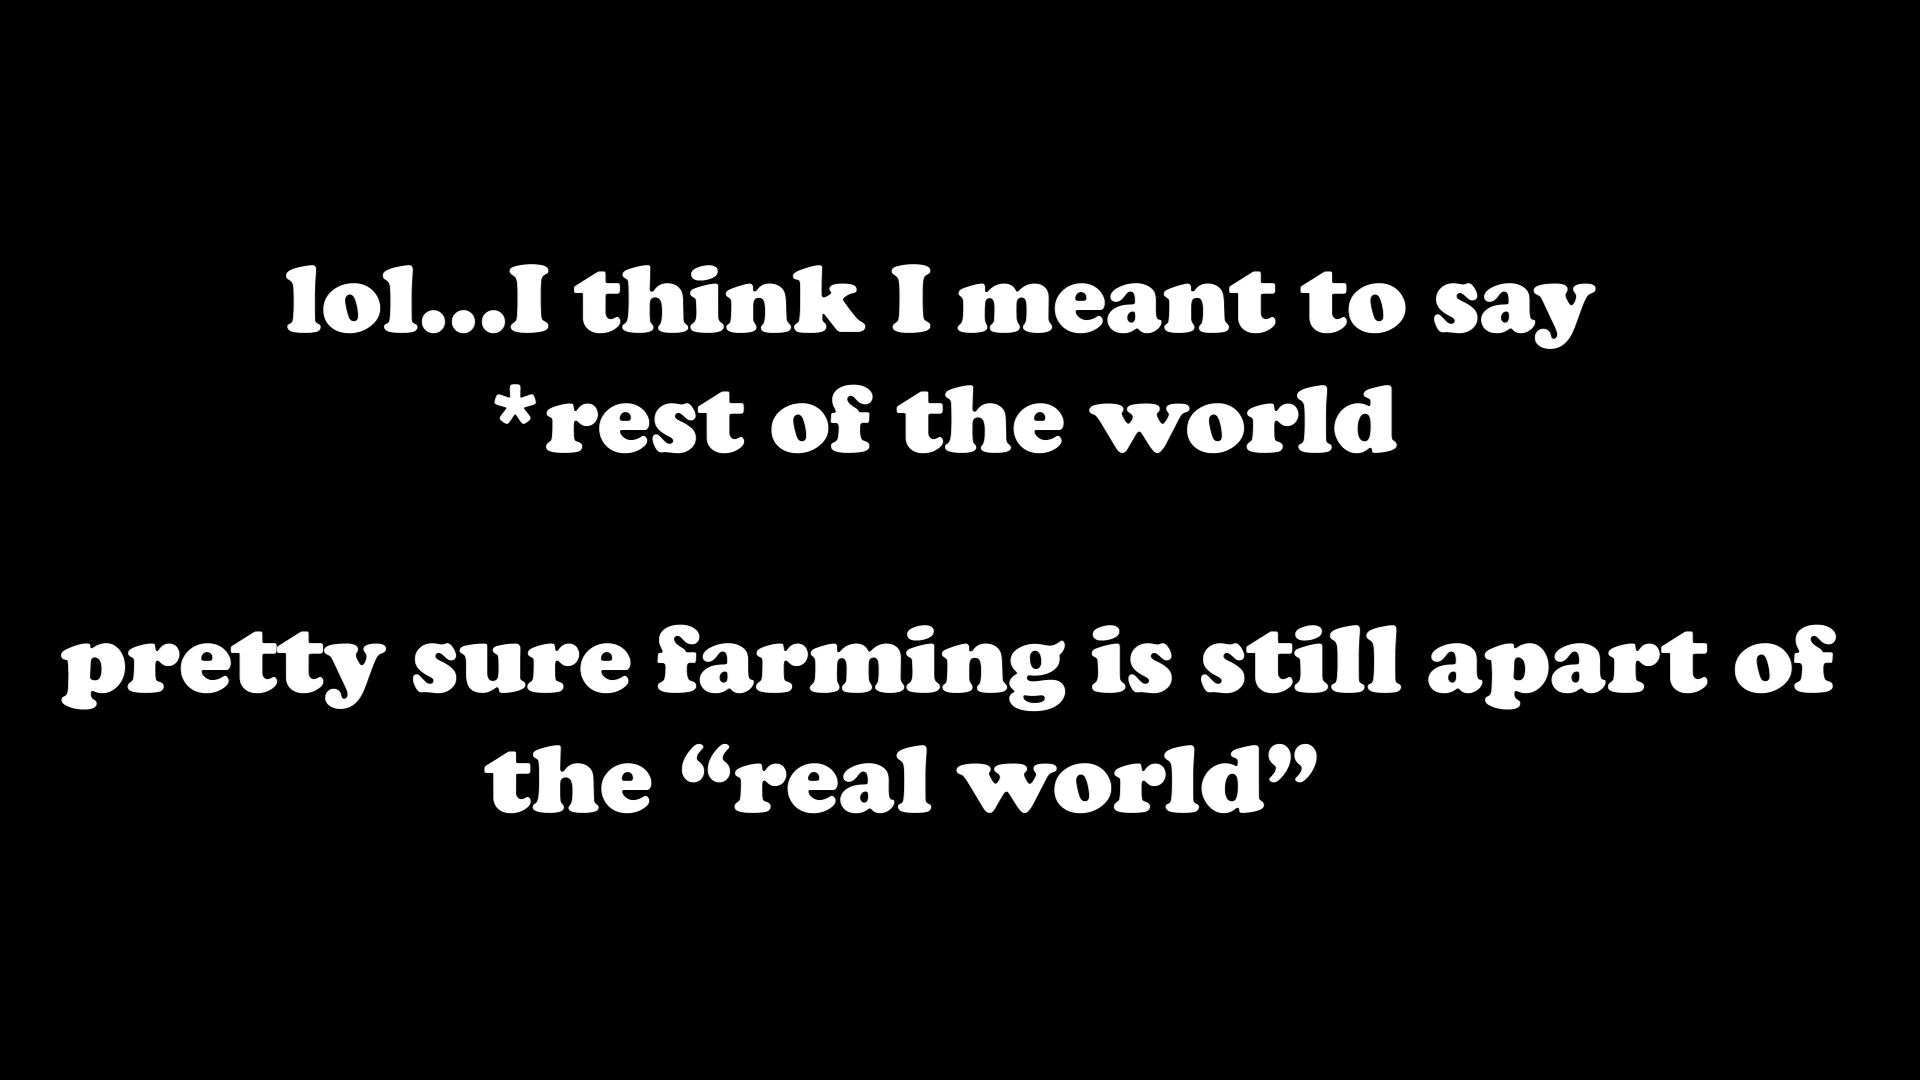 lol...I think I meant to say
*rest of the world
pretty sure farming is still apart of
the “real world”